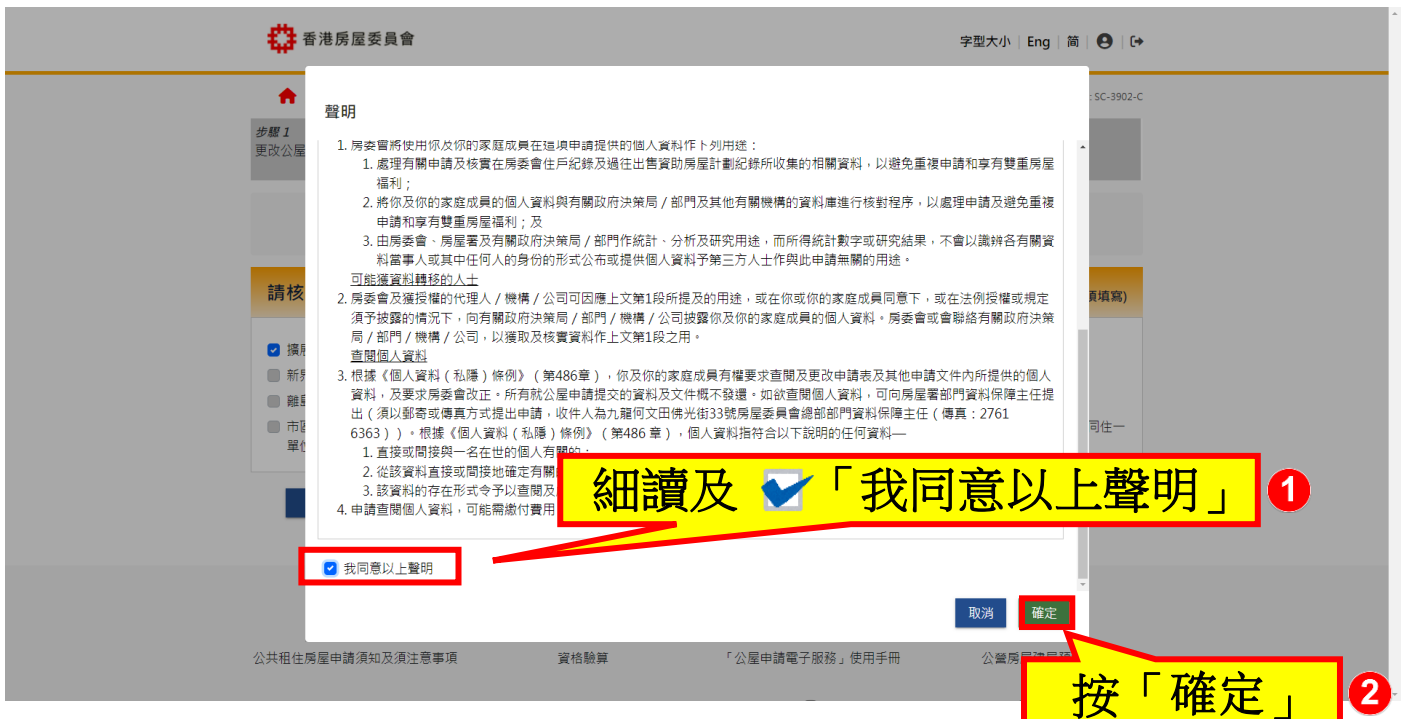 香港房屋委員會
字型大小 | Eng | 简
: SC-3902-C
步驟 1
更改公屋
聲明
1. 房委會將使用你及你的家庭成員在這項申請提供的個人資料作下列用途：
1. 處理有關申請及核實在房委會住戶紀錄及過往出售資助房屋計劃紀錄所收集的相關資料，以避免重複申請和享有雙重房屋
福利；
2. 將你及你的家庭成員的個人資料與有關政府決策局 / 部門及其他有關機構的資料庫進行核對程序，以處理申請及避免重複
申請和享有雙重房屋福利；及
3. 由房委會、房屋署及有關政府決策局 / 部門作統計、分析及研究用途，而所得統計數字或研究結果，不會以識辨各有關資
料當事人或其中任何人的身份的形式公布或提供個人資料予第三方人士作與此申請無關的用途。
可能獲資料轉移的人士
2. 房委會及獲授權的代理人 / 機構 / 公司可因應上文第1段所提及的用途，或在你或你的家庭成員同意下，或在法例授權或規定
須予披露的情況下，向有關政府決策局 / 部門 / 機構 / 公司披露你及你的家庭成員的個人資料。房委會或會聯絡有關政府決策
局 / 部門 / 機構 / 公司，以獲取及核實資料作上文第1段之用。
查閱個人資料
3. 根據《個人資料（私隱）條例》（第486章），你及你的家庭成員有權要求查閱及更改申請表及其他申請文件內所提供的個人
資料，及要求房委會改正。所有就公屋申請提交的資料及文件概不發還。如欲查閱個人資料，可向房屋署部門資料保障主任提
出（須以郵寄或傳真方式提出申請，收件人為九龍何文田佛光街33號房屋委員會總部部門資料保障主任（傳真：2761
6363））。根據《個人資料（私隱）條例》（第486 章），個人資料指符合以下說明的任何資料—
1. 直接或間接與一名在世的個人有關的；
2. 從該資料直接或間接地確定有關
3. 該資料的存在形式令予以查閱及
4. 申請查閱個人資料，可能需繳付費用
我同意以上聲明
取消
確定
請核
須填寫)
擴展
新界
離島
市區
同住一
單位
細讀及 「我同意以上聲明」 1
按「確定」 2
公共租住房屋申請須知及須注意事項
資格驗算
「公屋申請電子服務」使用手冊
公營房屋建屋預